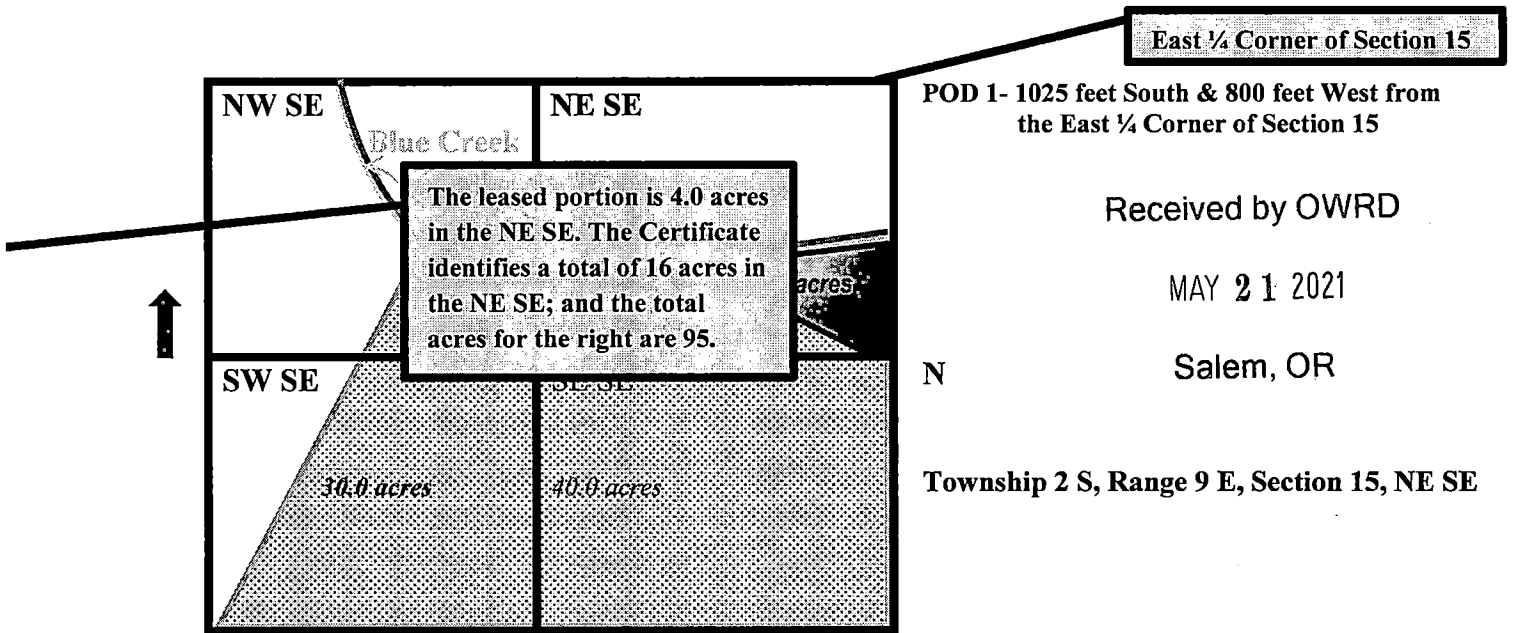 East ¼ Corner of Section 15
NW SE
NE SE
POD 1- 1025 feet South & 800 feet West from
the East ¼ Corner of Section 15
Blue Creek
The leased portion is 4.0 acres
in the NE SE. The Certificate
identifies a total of 16 acres in
the NE SE; and the total
acres for the right are 95.
acres
Received by OWRD
MAY 21 2021
Salem, OR
SW SE
SE SE
N
30.0 acres
40.0 acres
Township 2 S, Range 9 E, Section 15, NE SE